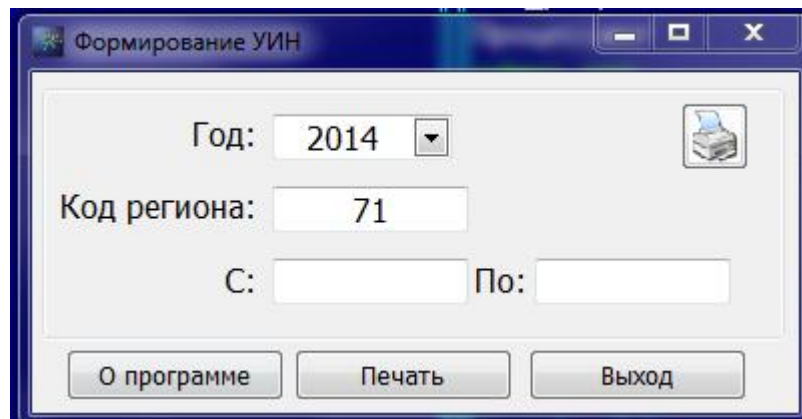 Формирование УИН
Год: 2014
Код региона: 71
С: По:
О программе Печать Выход